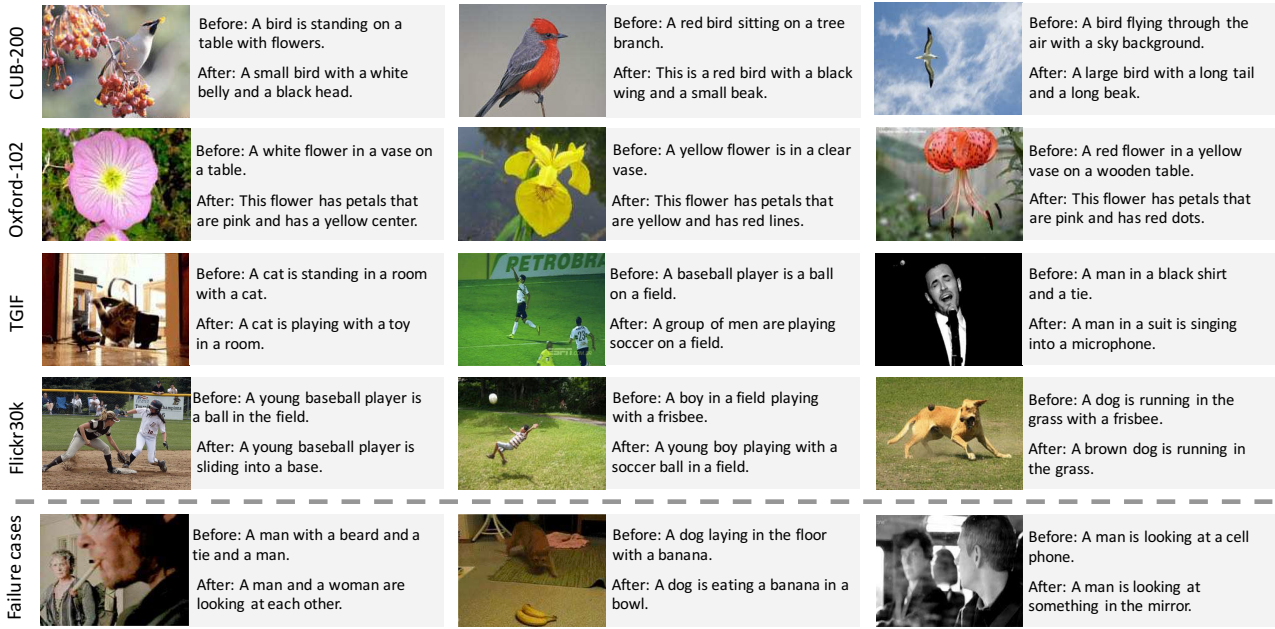 CUB-200
Before: A bird is standing on a
table with flowers.
After: A small bird with a white
belly and a black head.
Before: A red bird sitting on a tree
branch.
After: This is a red bird with a black
wing and a small beak.
Before: A bird flying through the
air with a sky background.
After: A large bird with a long tail
and a long beak.
Oxford-102
Before: A white flower in a vase on
a table.
After: This flower has petals that
are pink and has a yellow center.
Before: A yellow flower is in a clear
vase.
After: This flower has petals that
are yellow and has red lines.
Before: A red flower in a yellow
vase on a wooden table.
After: This flower has petals that
are pink and has red dots.
TGIF
Before: A cat is standing in a room
with a cat.
After: A cat is playing with a toy
in a room.
PETROBRA
23
Before: A baseball player is a ball
on a field.
After: A group of men are playing
soccer on a field.
Before: A man in a black shirt
and a tie.
After: A man in a suit is singing
into a microphone.
Flickr30k
Before: A young baseball player is
a ball in the field.
After: A young baseball player is
sliding into a base.
Before: A boy in a field playing
with a frisbee.
After: A young boy playing with a
soccer ball in a field.
Before: A dog is running in the
grass with a frisbee.
After: A brown dog is running in
the grass.
Failure cases
Before: A man with a beard and a
tie and a man.
After: A man and a woman are
looking at each other.
Before: A dog laying in the floor
with a banana.
After: A dog is eating a banana in a
bowl.
Before: A man is looking at a cell
phone.
After: A man is looking at
something in the mirror.